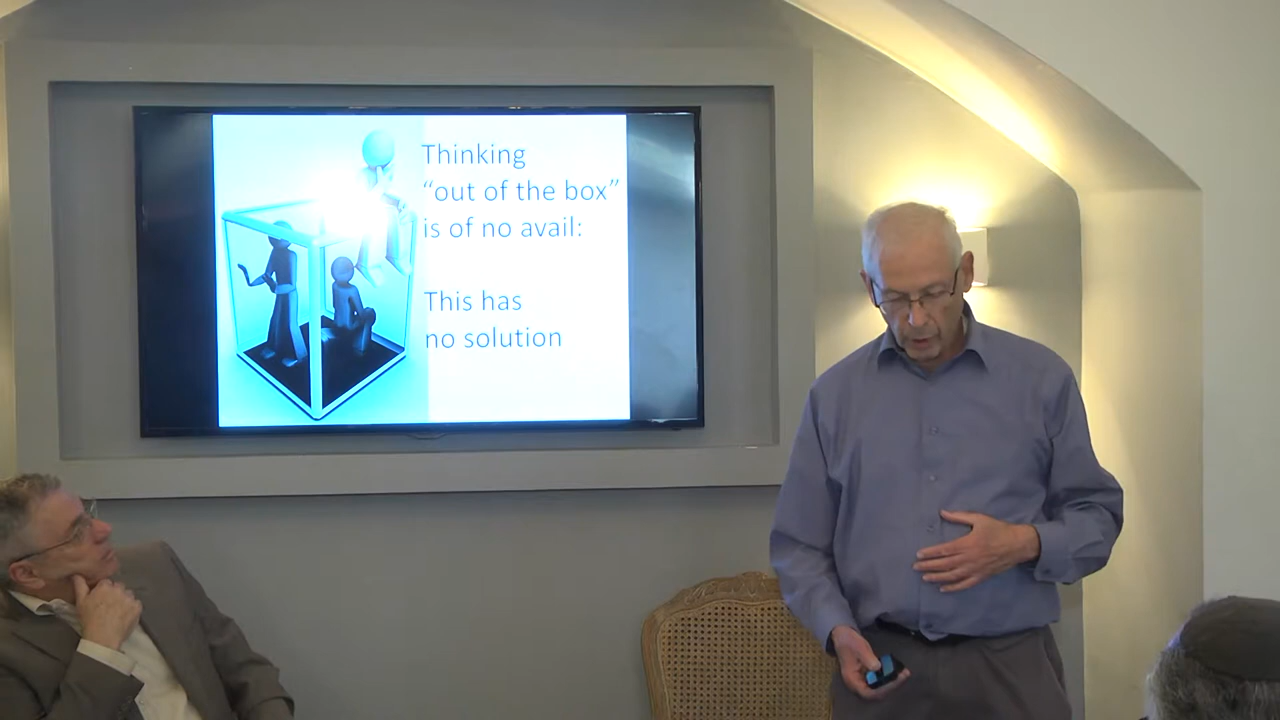 Thinking
“out of the box”
is of no avail:
This has
no solution